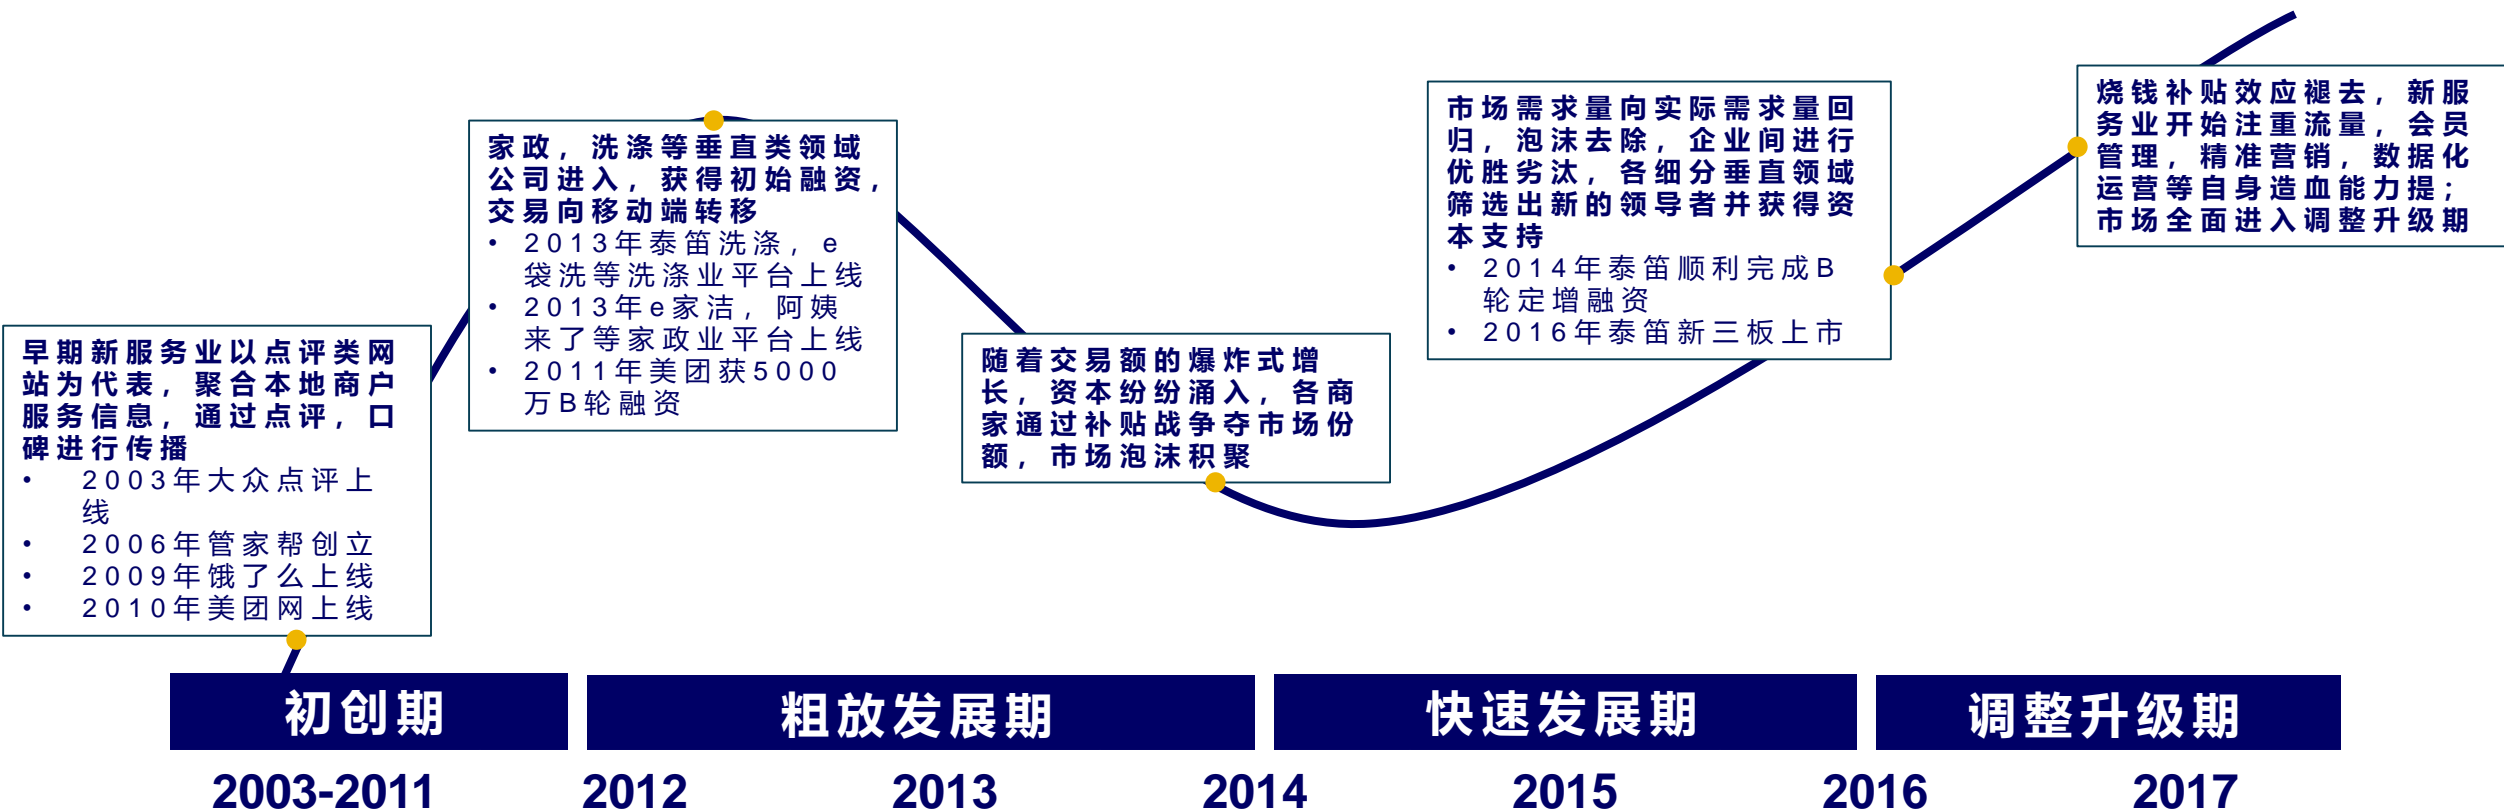 早期新服务业以点评类网
站为代表，聚合本地商户
服务信息，通过点评，口
碑进行传播
• 2003年大众点评上
线
• 2006年管家帮创立
• 2009年饿了么上线
• 2010年美团网上线
家政，洗涤等垂直类领域
公司进入，获得初始融资，
交易向移动端转移
• 2013年泰笛洗涤，e
袋洗等洗涤业平台上线
• 2013年e家洁，阿姨
来了等家政业平台上线
• 2011年美团获5000
万B轮融资
随着交易额的爆炸式增
长，资本纷纷涌入，各商
家通过补贴战争夺市场份
额，市场泡沫积聚
市场需求量向实际需求量回
归，泡沫去除，企业间进行
优胜劣汰，各细分垂直领域
筛选出新的领导者并获得资
本支持
• 2014年泰笛顺利完成B
轮定增融资
• 2016年泰笛新三板上市
烧钱补贴效应褪去，新服
务业开始注重流量，会员
管理，精准营销，数据化
运营等自身造血能力提；
市场全面进入调整升级期
初创期
粗放发展期
快速发展期
调整升级期
2003-2011
2012
2013
2014
2015
2016
2017